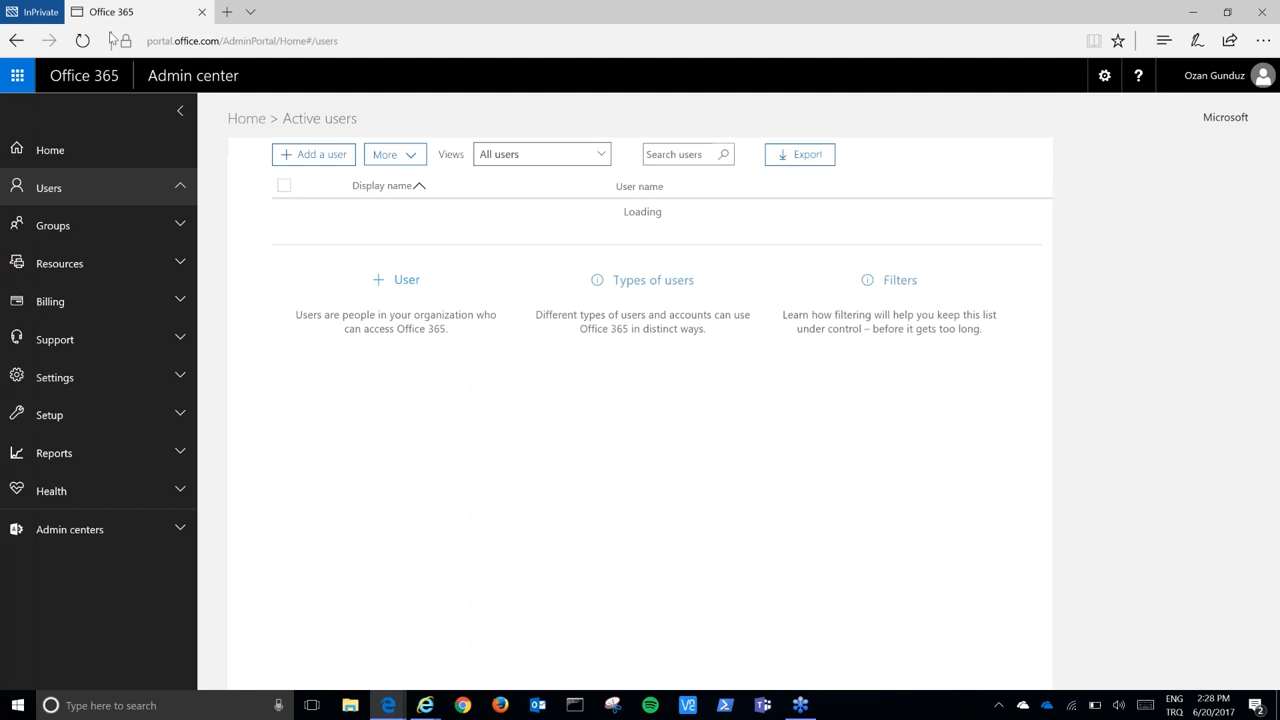 InPrivate
Office 365
portal.office.com/AdminPortal/Home#/users
Office 365
Admin center
?
Ozan Gunduz
Home > Active users
Microsoft
Home
Users
Groups
Resources
Billing
Support
Settings
Setup
Reports
Health
Admin centers
Add a user
More
Views
All users
Search users
Export
Display name
User name
Loading
User
Types of users
Filters
Users are people in your organization who
can access Office 365.
Different types of users and accounts can use
Office 365 in distinct ways.
Learn how filtering will help you keep this list
under control – before it gets too long.
Type here to search
ENG
TRQ
2:28 PM
6/20/2017
2